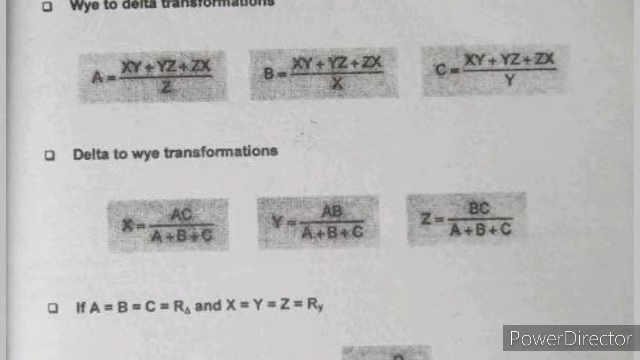 Wye to delta transformations
A = XY + YZ + ZX / Z
B = XY + YZ + ZX / X
C = XY + YZ + ZX / Y
Delta to wye transformations
X = AC / A + B + C
Y = AB / A + B + C
Z = BC / A + B + C
If A = B = C = R△ and X = Y = Z = Ry
PowerDirector